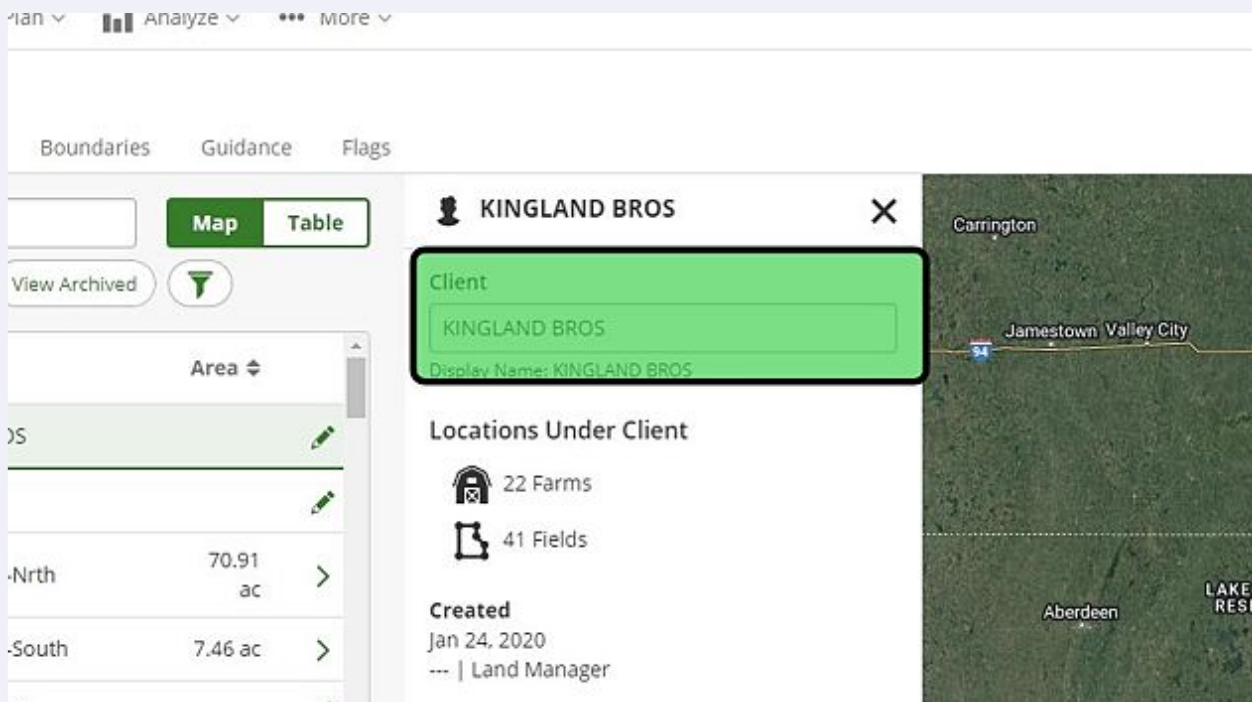 Plan Analyze More
Boundaries Guidance Flags
Map Table
View Archived
Area
OS
-Nrth 70.91 ac
-South 7.46 ac
KINGLAND BROS
Client
KINGLAND BROS
Display Name: KINGLAND BROS
Locations Under Client
22 Farms
41 Fields
Created
Jan 24, 2020
--- | Land Manager
Carrington
Jamestown Valley City
94
Aberdeen
LAKE